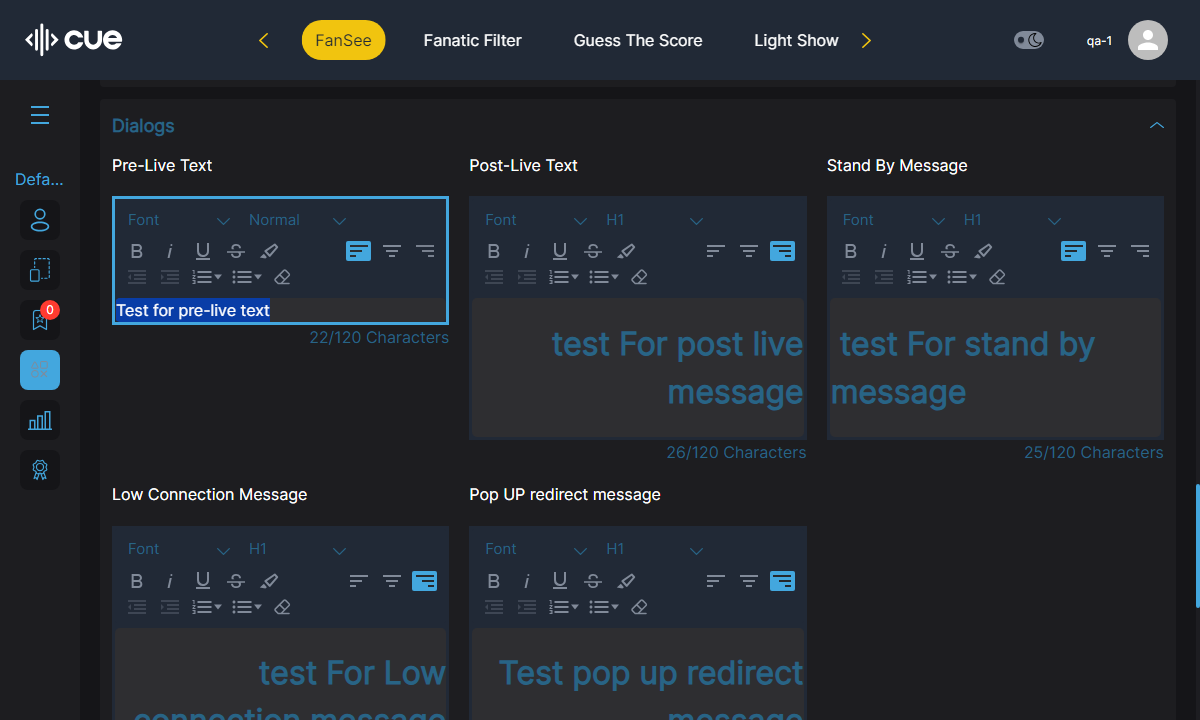 cue
FanSee
Fanatic Filter
Guess The Score
Light Show
qa-1
Defa...
0
Dialogs
Pre-Live Text
Post-Live Text
Stand By Message
Font
Normal
Font
H1
Font
H1
B i U S
B i U S
B i U S
Test for pre-live text
22/120 Characters
test For post live
message
26/120 Characters
test For stand by
message
25/120 Characters
Low Connection Message
Pop UP redirect message
Font
H1
Font
H1
B i U S
B i U S
test For Low
connection message
Test pop up redirect
message